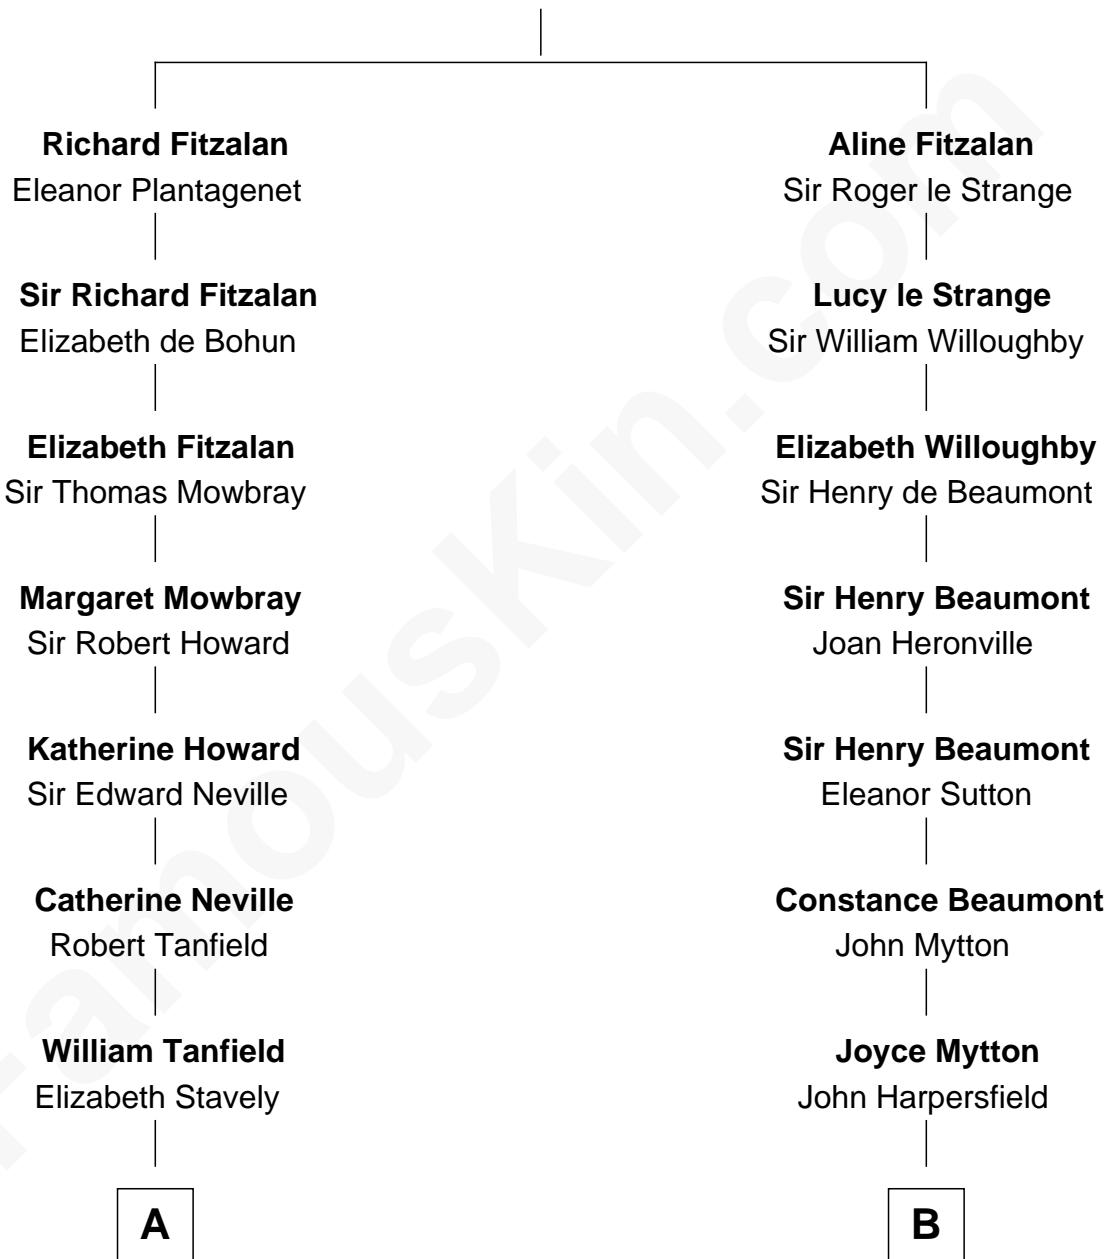 Richard Fitzalan
Eleanor Plantagenet
Sir Richard Fitzalan
Elizabeth de Bohun
Elizabeth Fitzalan
Sir Thomas Mowbray
Margaret Mowbray
Sir Robert Howard
Katherine Howard
Sir Edward Neville
Catherine Neville
Robert Tanfield
William Tanfield
Elizabeth Stavely
A
Aline Fitzalan
Sir Roger le Strange
Lucy le Strange
Sir William Willoughby
Elizabeth Willoughby
Sir Henry de Beaumont
Sir Henry Beaumont
Joan Heronville
Sir Henry Beaumont
Eleanor Sutton
Constance Beaumont
John Mytton
Joyce Mytton
John Harpersfield
B
FamousKin.com